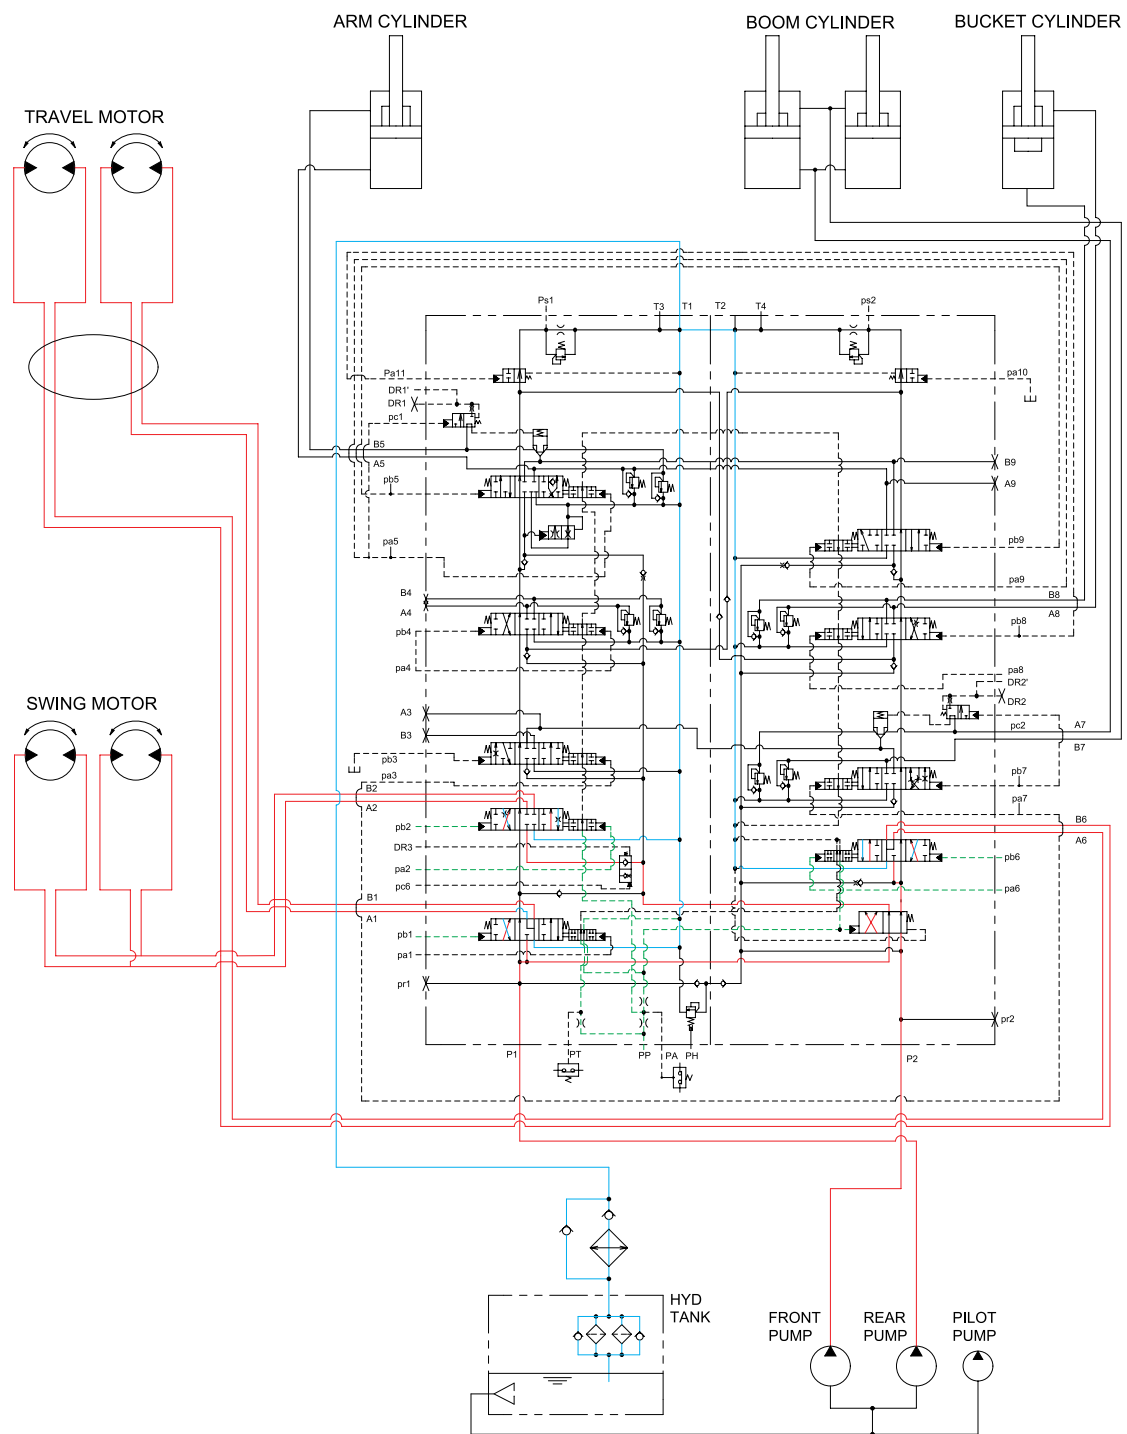 ARM CYLINDER
BOOM CYLINDER
BUCKET CYLINDER
TRAVEL MOTOR
Ps1
T3
T1
T2
T4
ps2
Pa11
pa10
DR1'
DR1
pc1
B5
A5
B9
A9
pb5
pa5
pb9
pa9
B4
A4
B8
A8
pb4
pb8
pa4
pa8
DR2'
DR2
SWING MOTOR
A3
A7
pc2
B3
B7
pb3
pa3
pb7
B2
A2
pa7
pb2
B6
A6
DR3
pa2
pb6
pc6
pa6
B1
A1
pb1
pa1
pr1
pr2
P1
PT
PP
PA
PH
P2
HYD
TANK
FRONT
PUMP
REAR
PUMP
PILOT
PUMP